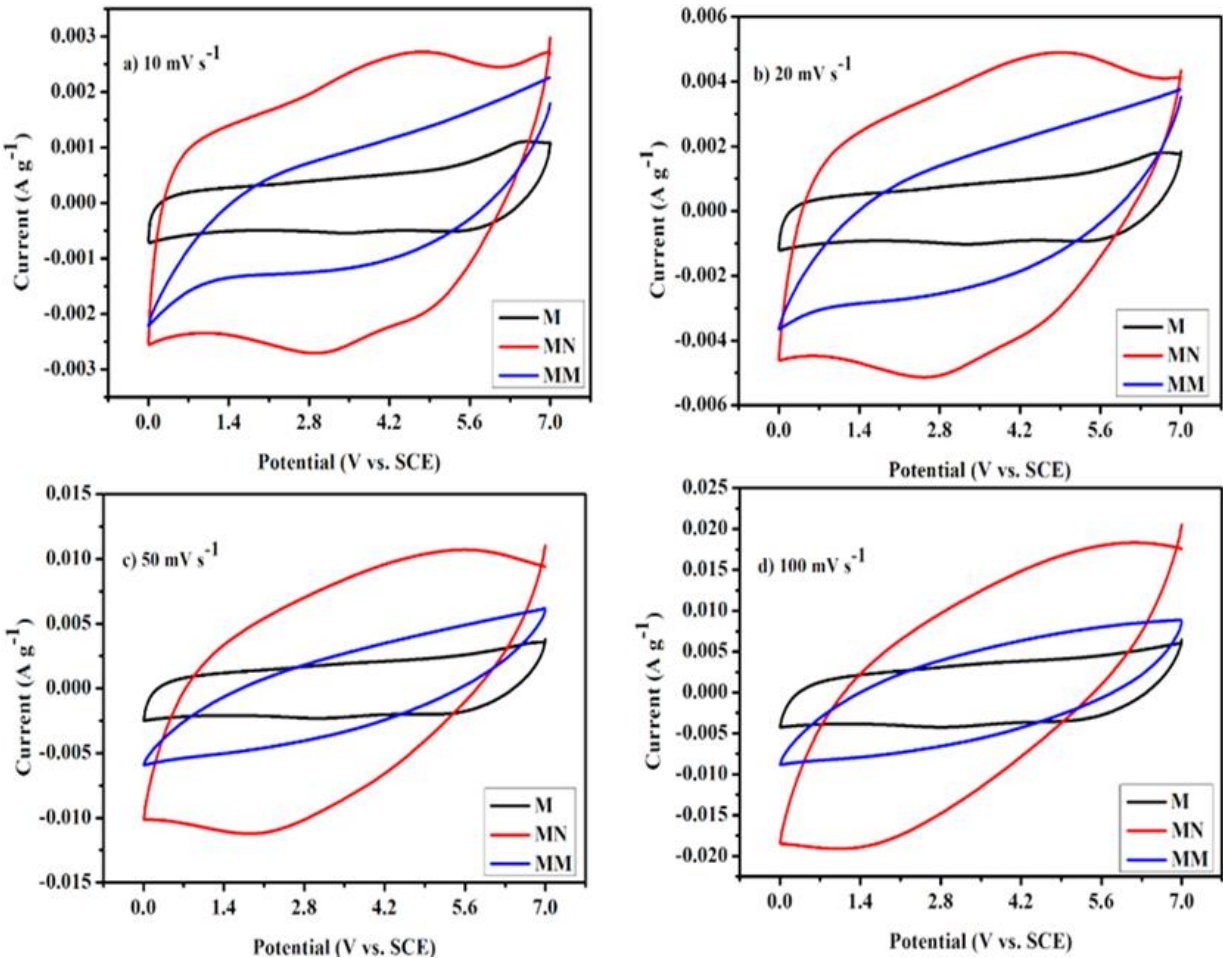 a) 10 mV s⁻¹
0.003
0.002
0.001
0.000
-0.001
-0.002
-0.003
Current (A g⁻¹)
M
MN
MM
0.0 1.4 2.8 4.2 5.6 7.0
Potential (V vs. SCE)
b) 20 mV s⁻¹
0.006
0.004
0.002
0.000
-0.002
-0.004
-0.006
Current (A g⁻¹)
M
MN
MM
0.0 1.4 2.8 4.2 5.6 7.0
Potential (V vs. SCE)
c) 50 mV s⁻¹
0.015
0.010
0.005
0.000
-0.005
-0.010
-0.015
Current (A g⁻¹)
M
MN
MM
0.0 1.4 2.8 4.2 5.6 7.0
Potential (V vs. SCE)
d) 100 mV s⁻¹
0.025
0.020
0.015
0.010
0.005
0.000
-0.005
-0.010
-0.015
-0.020
Current (A g⁻¹)
M
MN
MM
0.0 1.4 2.8 4.2 5.6 7.0
Potential (V vs. SCE)